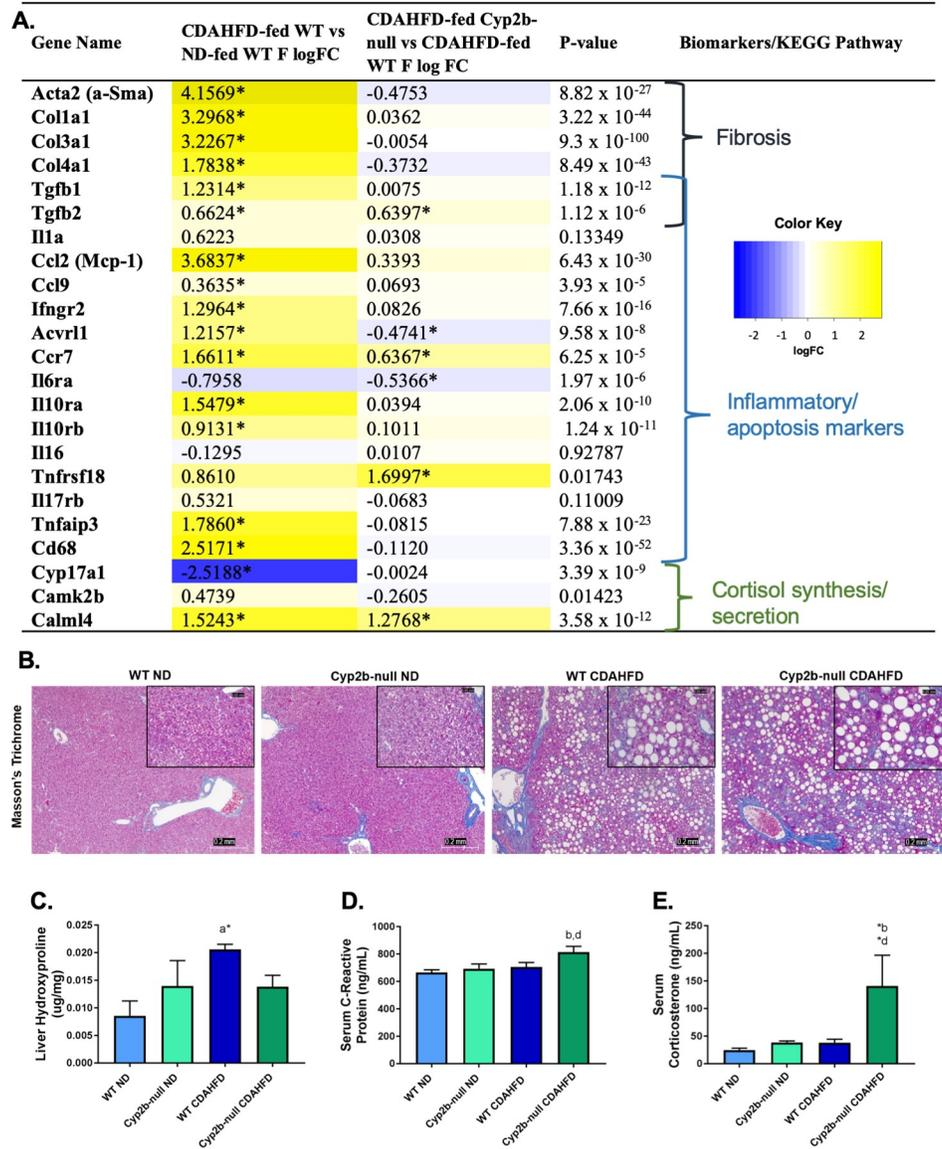 A.
Gene Name CDAHFD-fed WT vs ND-fed WT F logFC CDAHFD-fed Cyp2b-null vs CDAHFD-fed WT F log FC P-value Biomarkers/KEGG Pathway
Acta2 (a-Sma) 4.1569* -0.4753 8.82 x 10-27
Col1a1 3.2968* 0.0362 3.22 x 10-44
Col3a1 3.2267* -0.0054 9.3 x 10-100
Col4a1 1.7838* -0.3732 8.49 x 10-43
Tgfb1 1.2314* 0.0075 1.18 x 10-12
Tgfb2 0.6624* 0.6397* 1.12 x 10-6
Il1a 0.6223 0.0308 0.13349
Ccl2 (Mcp-1) 3.6837* 0.3393 6.43 x 10-30
Ccl9 0.3635* 0.0693 3.93 x 10-5
Ifngr2 1.2964* 0.0826 7.66 x 10-16
Acvrl1 1.2157* -0.4741* 9.58 x 10-8
Ccr7 1.6611* 0.6367* 6.25 x 10-5
Il6ra -0.7958 -0.5366* 1.97 x 10-6
Il10ra 1.5479* 0.0394 2.06 x 10-10
Il10rb 0.9131* 0.1011 1.24 x 10-11
Il16 -0.1295 0.0107 0.92787
Tnfrsf18 0.8610 1.6997* 0.01743
Il17rb 0.5321 -0.0683 0.11009
Tnfaip3 1.7860* -0.0815 7.88 x 10-23
Cd68 2.5171* -0.1120 3.36 x 10-52
Cyp17a1 -2.5188* -0.0024 3.39 x 10-9
Camk2b 0.4739 -0.2605 0.01423
Calml4 1.5243* 1.2768* 3.58 x 10-12
Fibrosis
Color Key
-2 -1 0 1 2
logFC
Inflammatory/
apoptosis markers
Cortisol synthesis/
secretion
B.
WT ND Cyp2b-null ND WT CDAHFD Cyp2b-null CDAHFD
Masson's Trichrome
0.2 mm 0.2 mm 0.2 mm 0.2 mm
C.
Liver Hydroxyproline
(ug/mg)
0.025
0.020
0.015
0.010
0.005
0.000
a*
WT ND
Cyp2b-null ND
WT CDAHFD
Cyp2b-null CDAHFD
D.
Serum C-Reactive
Protein (ng/mL)
1000
800
600
400
200
0
b,d
WT ND
Cyp2b-null ND
WT CDAHFD
Cyp2b-null CDAHFD
E.
Serum
Corticosterone (ng/mL)
250
200
150
100
50
0
*b
*d
WT ND
Cyp2b-null ND
WT CDAHFD
Cyp2b-null CDAHFD